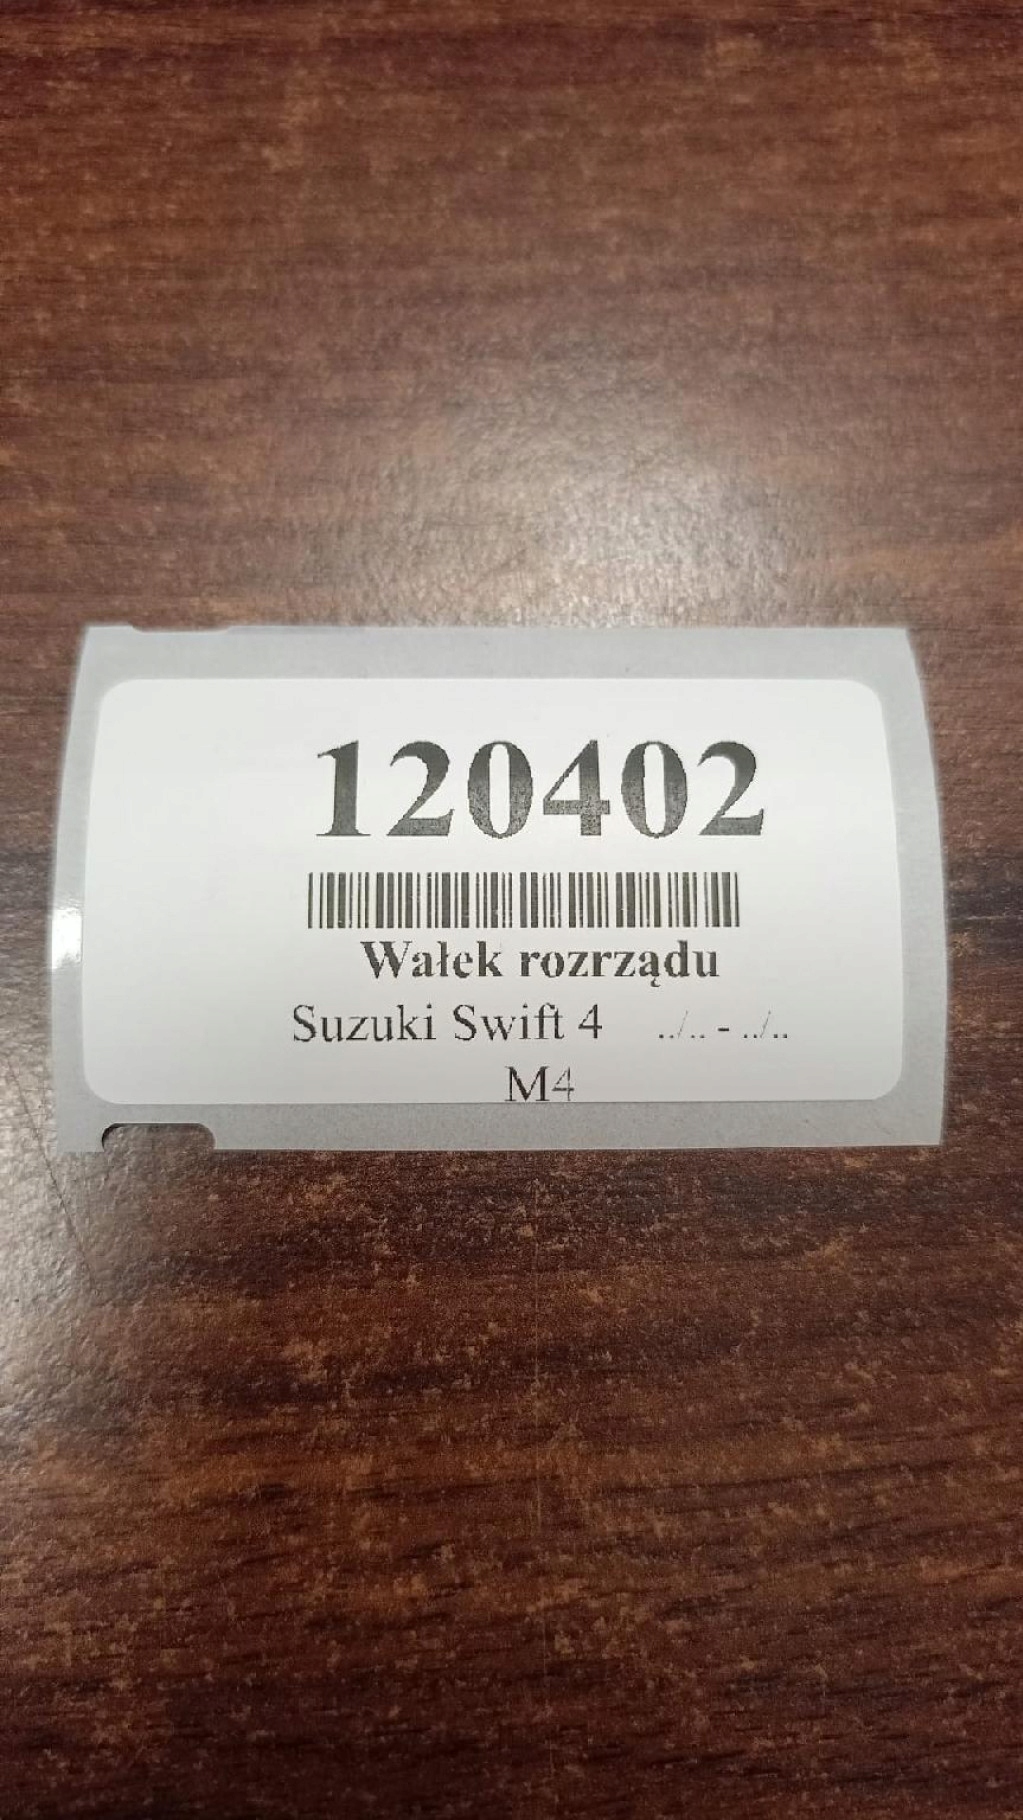 120402
Wałek rozrządu
Suzuki Swift 4 ../.. - ../..
M4